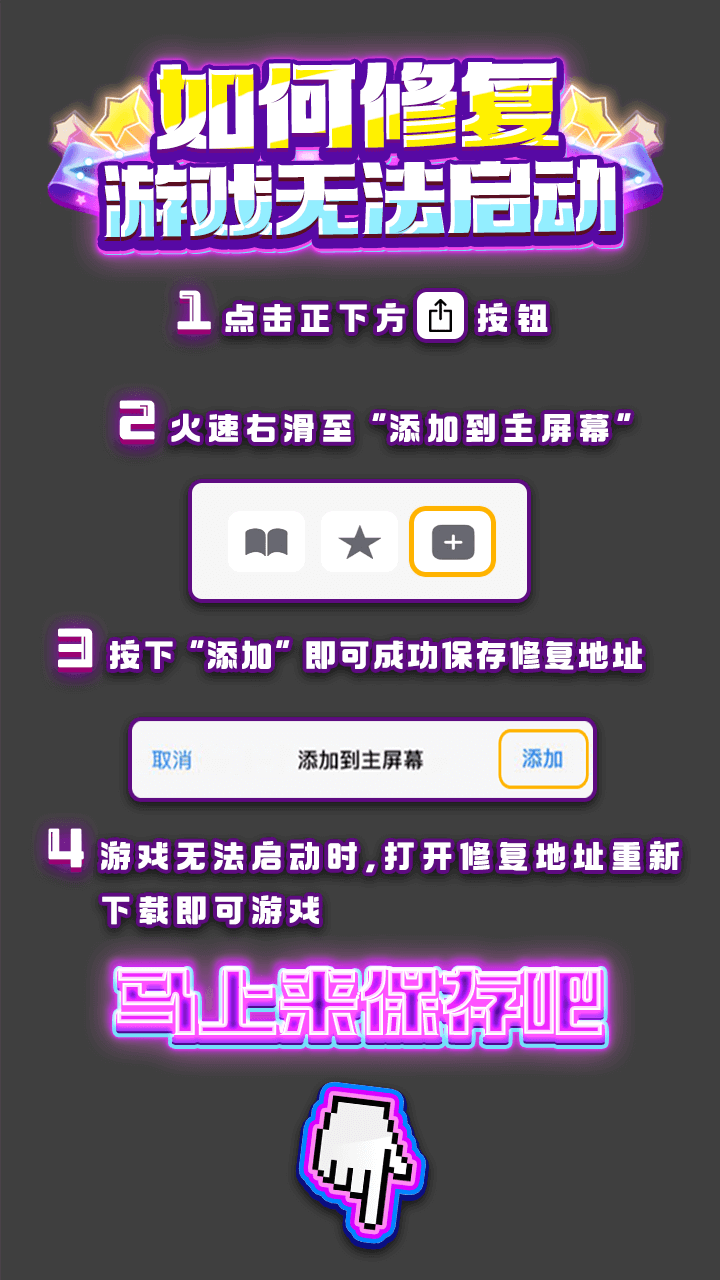 如何修复
游戏无法启动
1 点击正下方 按钮
2 火速右滑至“添加到主屏幕”
3 按下“添加”即可成功保存修复地址
取消 添加到主屏幕 添加
4 游戏无法启动时,打开修复地址重新
下载即可游戏
马上来保存吧